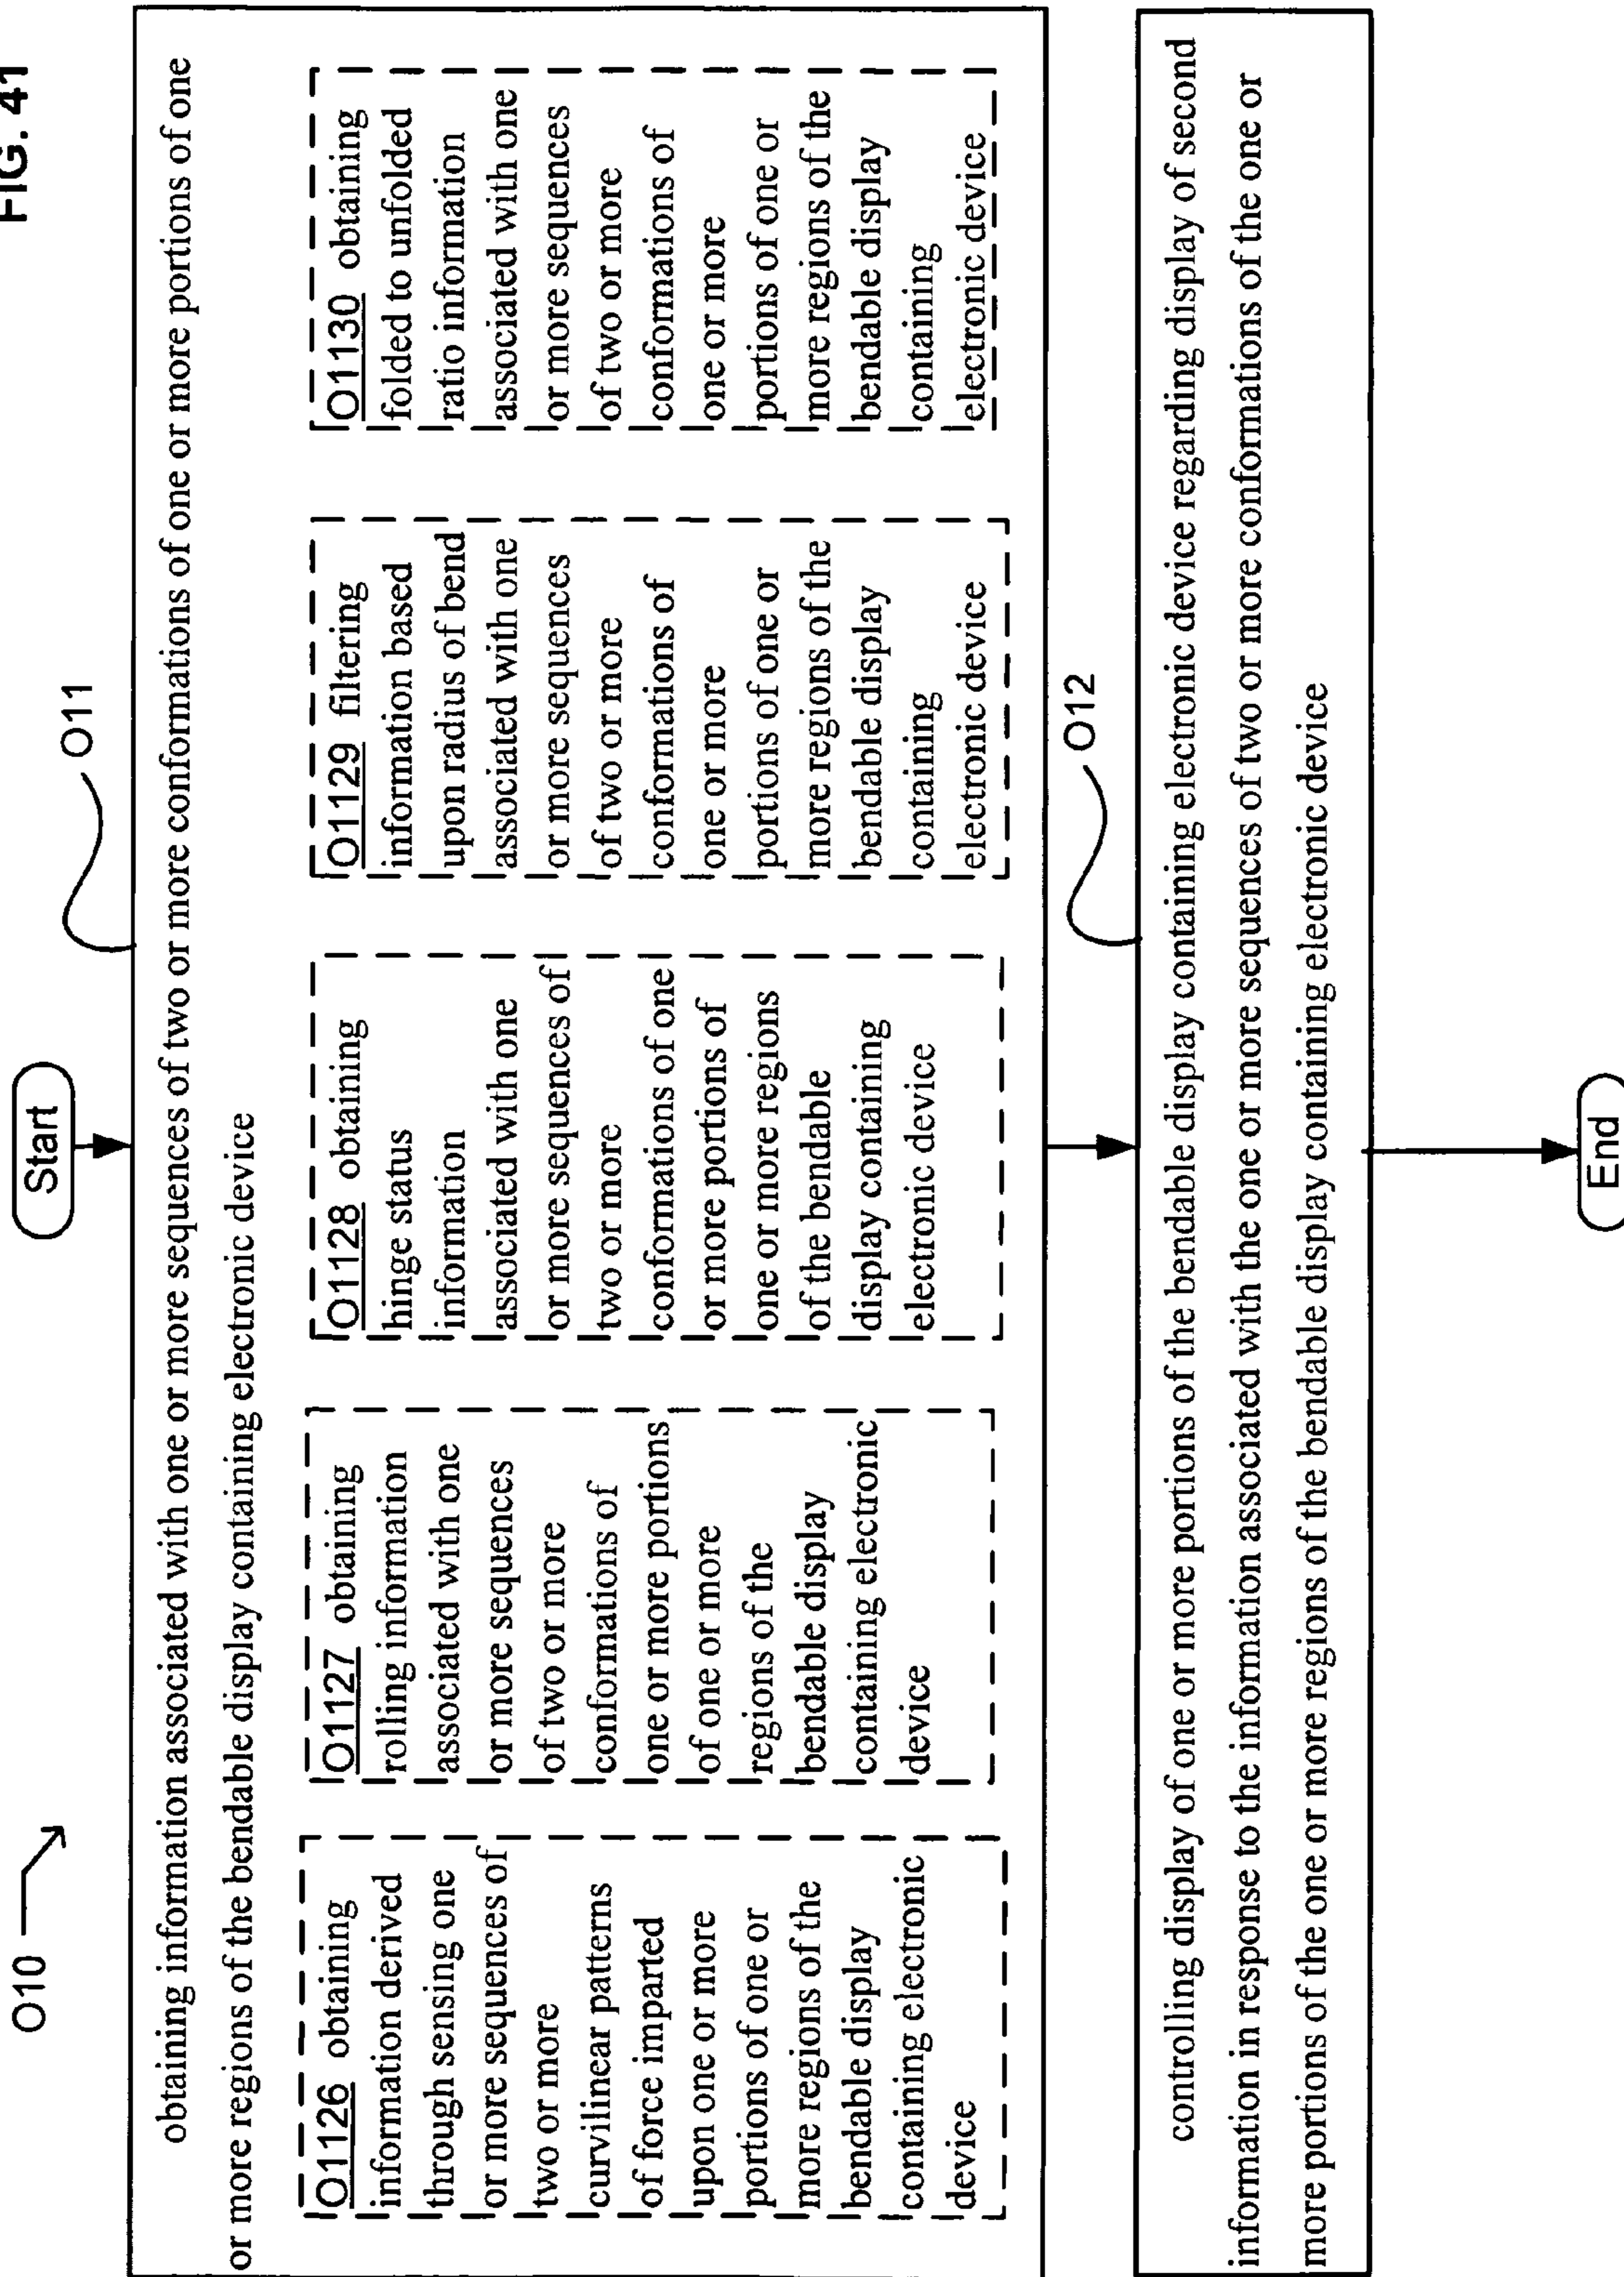 FIG. 41
O10
Start
O11
obtaining information associated with one or more sequences of two or more conformations of one or more portions of one
or more regions of the bendable display containing electronic device
O1126 obtaining
information derived
through sensing one
or more sequences of
two or more
curvilinear patterns
of force imparted
upon one or more
portions of one or
more regions of the
bendable display
containing electronic
device
O1127 obtaining
rolling information
associated with one
or more sequences
of two or more
conformations of
one or more portions
of one or more
regions of the
bendable display
containing electronic
device
O1128 obtaining
hinge status
information
associated with one
or more sequences of
two or more
conformations of one
or more portions of
one or more regions
of the bendable
display containing
electronic device
O1129 filtering
information based
upon radius of bend
associated with one
or more sequences
of two or more
conformations of
one or more
portions of one or
more regions of the
bendable display
containing
electronic device
O1130 obtaining
folded to unfolded
ratio information
associated with one
or more sequences
of two or more
conformations of
one or more
portions of one or
more regions of the
bendable display
containing
electronic device
O12
controlling display of one or more portions of the bendable display containing electronic device regarding display of second
information in response to the information associated with the one or more sequences of two or more conformations of the one or
more portions of the one or more regions of the bendable display containing electronic device
End